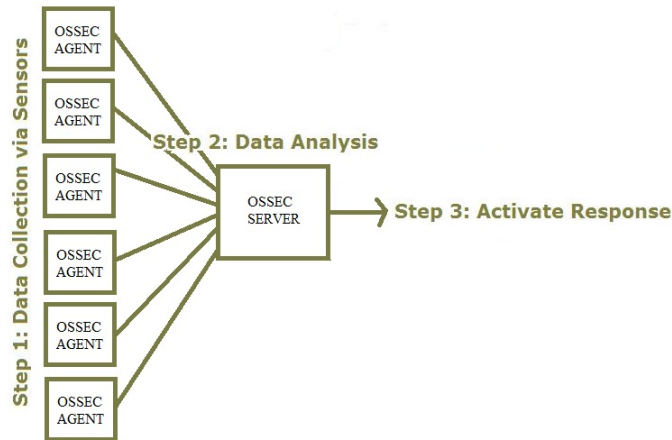 Step 1: Data Collection via Sensors
OSSEC
AGENT
OSSEC
AGENT
OSSEC
AGENT
OSSEC
AGENT
OSSEC
AGENT
OSSEC
AGENT
Step 2: Data Analysis
OSSEC
SERVER
Step 3: Activate Response